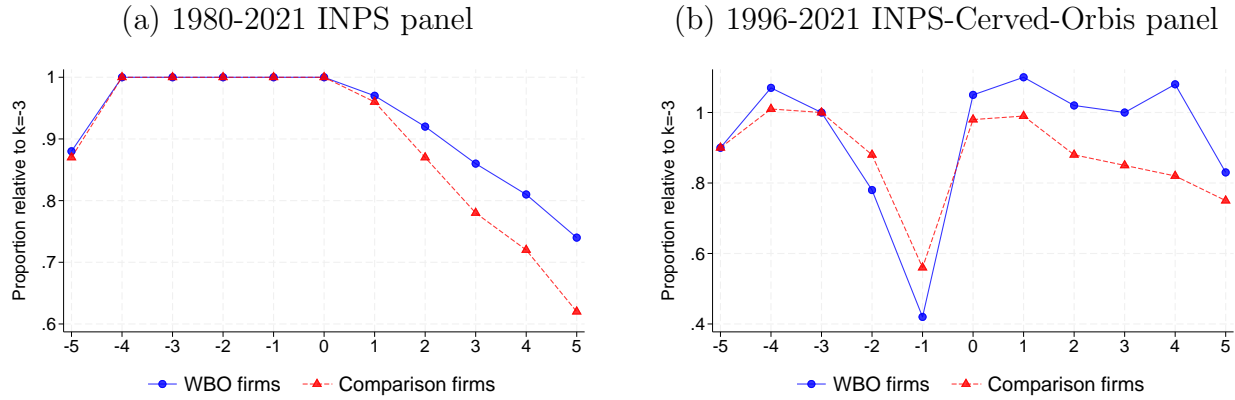 (a) 1980-2021 INPS panel
Proportion relative to k=-3
1
.9
.8
.7
.6
-5 -4 -3 -2 -1 0 1 2 3 4 5
WBO firms Comparison firms
(b) 1996-2021 INPS-Cerved-Orbis panel
Proportion relative to k=-3
1
.8
.6
.4
-5 -4 -3 -2 -1 0 1 2 3 4 5
WBO firms Comparison firms